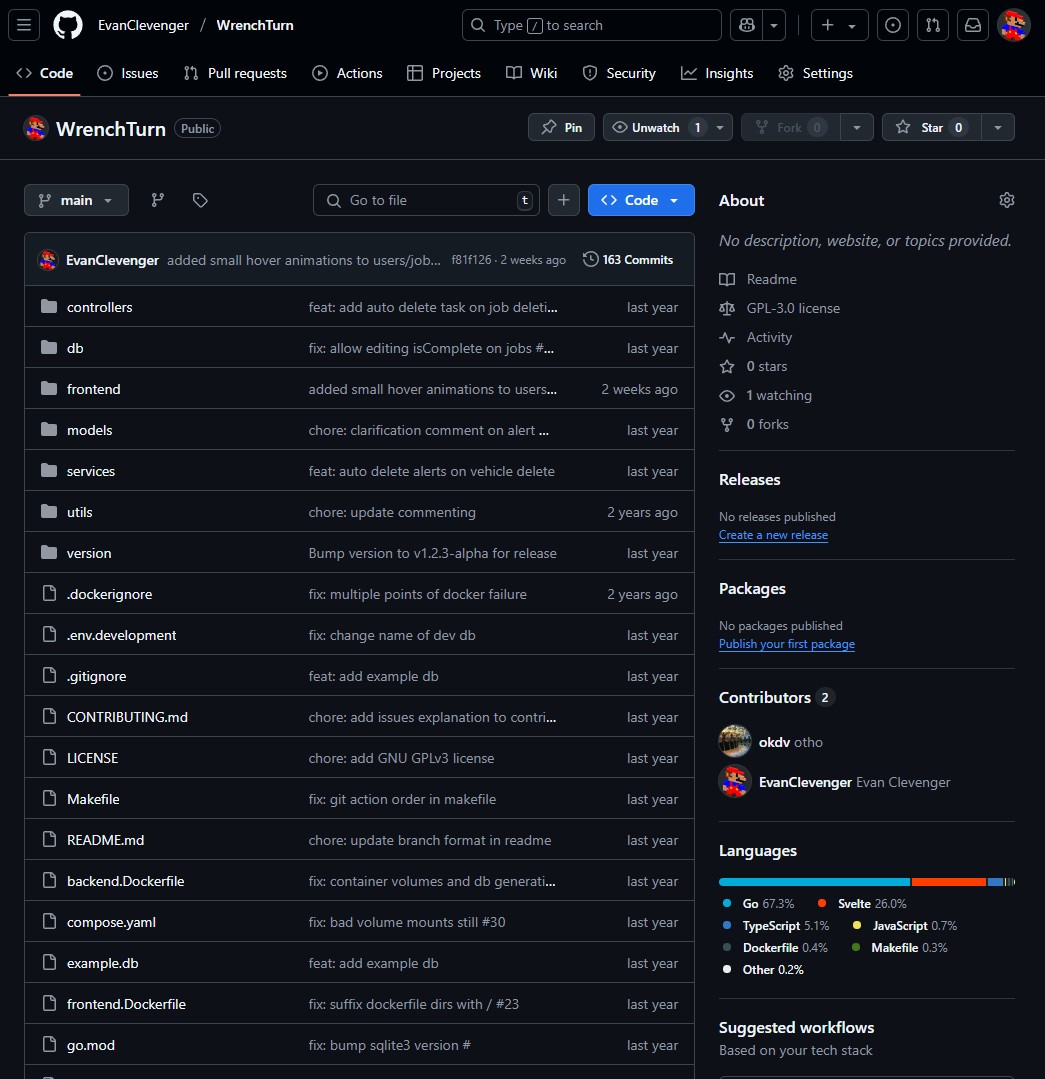 EvanClevenger / WrenchTurn
Type / to search
Code Issues Pull requests Actions Projects Wiki Security Insights Settings
WrenchTurn Public
Pin Unwatch 1 Fork 0 Star 0
main
Go to file t
Code
EvanClevenger added small hover animations to users/job... f81f126 · 2 weeks ago 163 Commits
controllers feat: add auto delete task on job deleti... last year
db fix: allow editing isComplete on jobs #... last year
frontend added small hover animations to users... 2 weeks ago
models chore: clarification comment on alert ... last year
services feat: auto delete alerts on vehicle delete last year
utils chore: update commenting 2 years ago
version Bump version to v1.2.3-alpha for release last year
.dockerignore fix: multiple points of docker failure 2 years ago
.env.development fix: change name of dev db last year
.gitignore feat: add example db last year
CONTRIBUTING.md chore: add issues explanation to contri... last year
LICENSE chore: add GNU GPLv3 license last year
Makefile fix: git action order in makefile last year
README.md chore: update branch format in readme last year
backend.Dockerfile fix: container volumes and db generati... last year
compose.yaml fix: bad volume mounts still #30 last year
example.db feat: add example db last year
frontend.Dockerfile fix: suffix dockerfile dirs with / #23 last year
go.mod fix: bump sqlite3 version # last year
About
No description, website, or topics provided.
Readme
GPL-3.0 license
Activity
0 stars
1 watching
0 forks
Releases
No releases published
Create a new release
Packages
No packages published
Publish your first package
Contributors 2
okdv otho
EvanClevenger Evan Clevenger
Languages
Go 67.3% Svelte 26.0%
TypeScript 5.1% JavaScript 0.7%
Dockerfile 0.4% Makefile 0.3%
Other 0.2%
Suggested workflows
Based on your tech stack